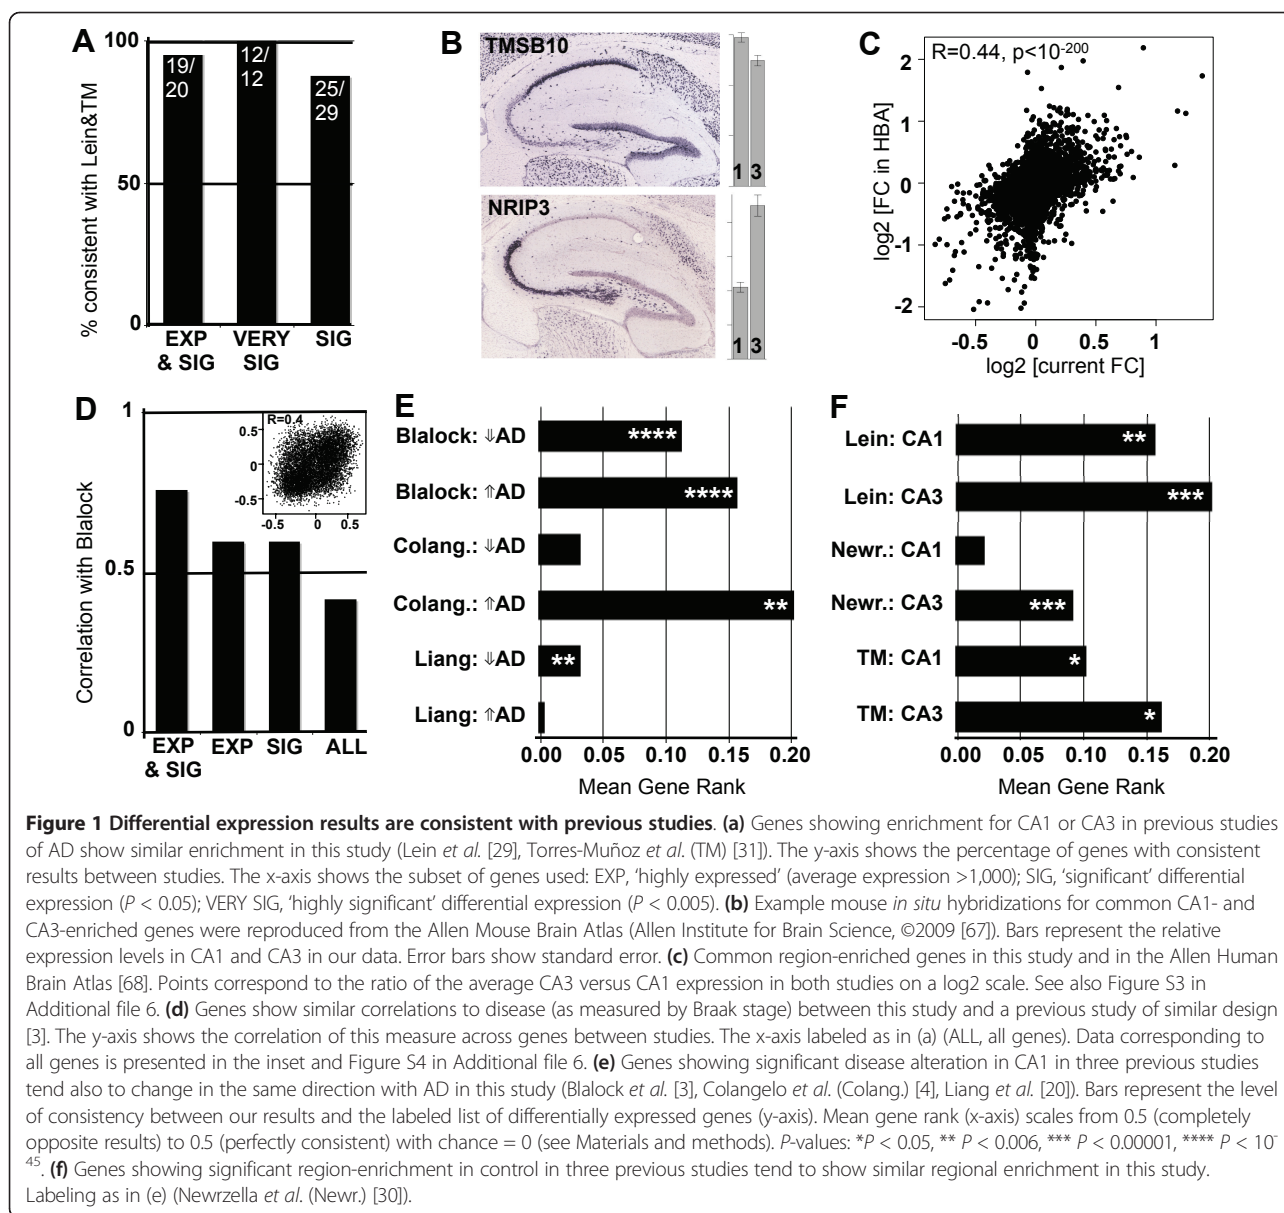 A
100
50
0
% consistent with Lein&TM
19/
20
12/
12
25/
29
EXP
& SIG
VERY
SIG
SIG
B
TMSB10
1 3
NRIP3
1 3
C
R=0.44, p<10-200
2
1
0
-1
-2
log2 [FC in HBA]
-0.5 0 0.5 1
log2 [current FC]
D
1
0.5
0
Correlation with Blalock
R=0.4
0.5
0
-0.5
-0.5 0 0.5
EXP
& SIG
EXP
SIG
ALL
E
Blalock: ⇓AD ****
Blalock: ⇑AD ****
Colang.: ⇓AD
Colang.: ⇑AD **
Liang: ⇓AD **
Liang: ⇑AD
0.00 0.05 0.10 0.15 0.20
Mean Gene Rank
F
Lein: CA1 **
Lein: CA3 ***
Newr.: CA1
Newr.: CA3 ***
TM: CA1 *
TM: CA3 *
0.00 0.05 0.10 0.15 0.20
Mean Gene Rank
Figure 1 Differential expression results are consistent with previous studies. (a) Genes showing enrichment for CA1 or CA3 in previous studies
of AD show similar enrichment in this study (Lein et al. [29], Torres-Muñoz et al. (TM) [31]). The y-axis shows the percentage of genes with consistent
results between studies. The x-axis shows the subset of genes used: EXP, ‘highly expressed’ (average expression >1,000); SIG, ‘significant’ differential
expression (P < 0.05); VERY SIG, ‘highly significant’ differential expression (P < 0.005). (b) Example mouse in situ hybridizations for common CA1- and
CA3-enriched genes were reproduced from the Allen Mouse Brain Atlas (Allen Institute for Brain Science, ©2009 [67]). Bars represent the relative
expression levels in CA1 and CA3 in our data. Error bars show standard error. (c) Common region-enriched genes in this study and in the Allen Human
Brain Atlas [68]. Points correspond to the ratio of the average CA3 versus CA1 expression in both studies on a log2 scale. See also Figure S3 in
Additional file 6. (d) Genes show similar correlations to disease (as measured by Braak stage) between this study and a previous study of similar design
[3]. The y-axis shows the correlation of this measure across genes between studies. The x-axis labeled as in (a) (ALL, all genes). Data corresponding to
all genes is presented in the inset and Figure S4 in Additional file 6. (e) Genes showing significant disease alteration in CA1 in three previous studies
tend also to change in the same direction with AD in this study (Blalock et al. [3], Colangelo et al. (Colang.) [4], Liang et al. [20]). Bars represent the level
of consistency between our results and the labeled list of differentially expressed genes (y-axis). Mean gene rank (x-axis) scales from 0.5 (completely
opposite results) to 0.5 (perfectly consistent) with chance = 0 (see Materials and methods). P-values: *P < 0.05, ** P < 0.006, *** P < 0.00001, **** P < 10-
45. (f) Genes showing significant region-enrichment in control in three previous studies tend to show similar regional enrichment in this study.
Labeling as in (e) (Newrzella et al. (Newr.) [30]).